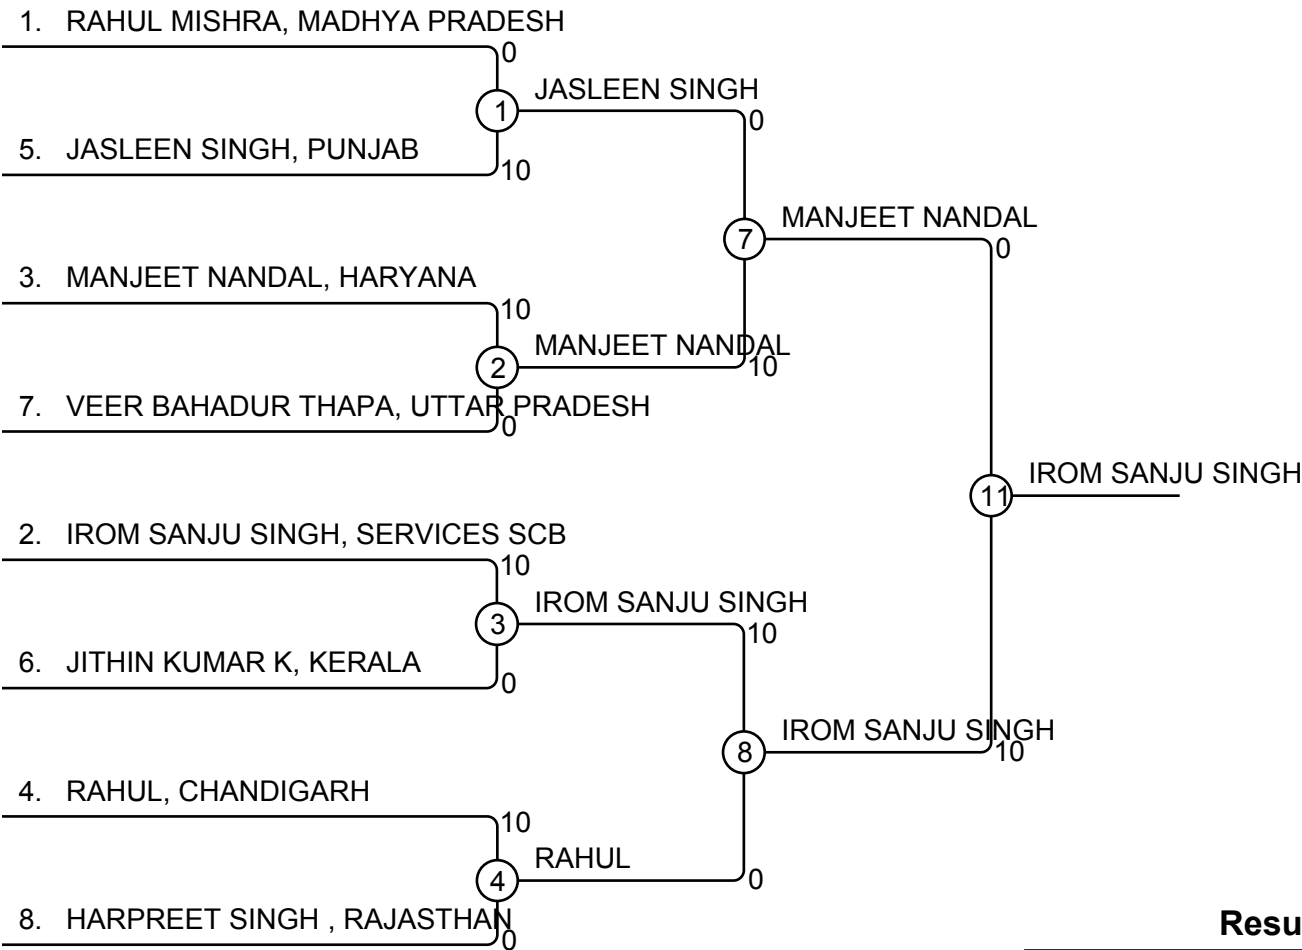 1. RAHUL MISHRA, MADHYA PRADESH
0
JASLEEN SINGH
1
0
5. JASLEEN SINGH, PUNJAB
10
MANJEET NANDAL
7
0
3. MANJEET NANDAL, HARYANA
10
MANJEET NANDAL
2
10
7. VEER BAHADUR THAPA, UTTAR PRADESH
0
IROM SANJU SINGH
11
2. IROM SANJU SINGH, SERVICES SCB
10
IROM SANJU SINGH
3
10
6. JITHIN KUMAR K, KERALA
0
IROM SANJU SINGH
8
10
4. RAHUL, CHANDIGARH
10
RAHUL
4
0
8. HARPREET SINGH , RAJASTHAN
0
Resu